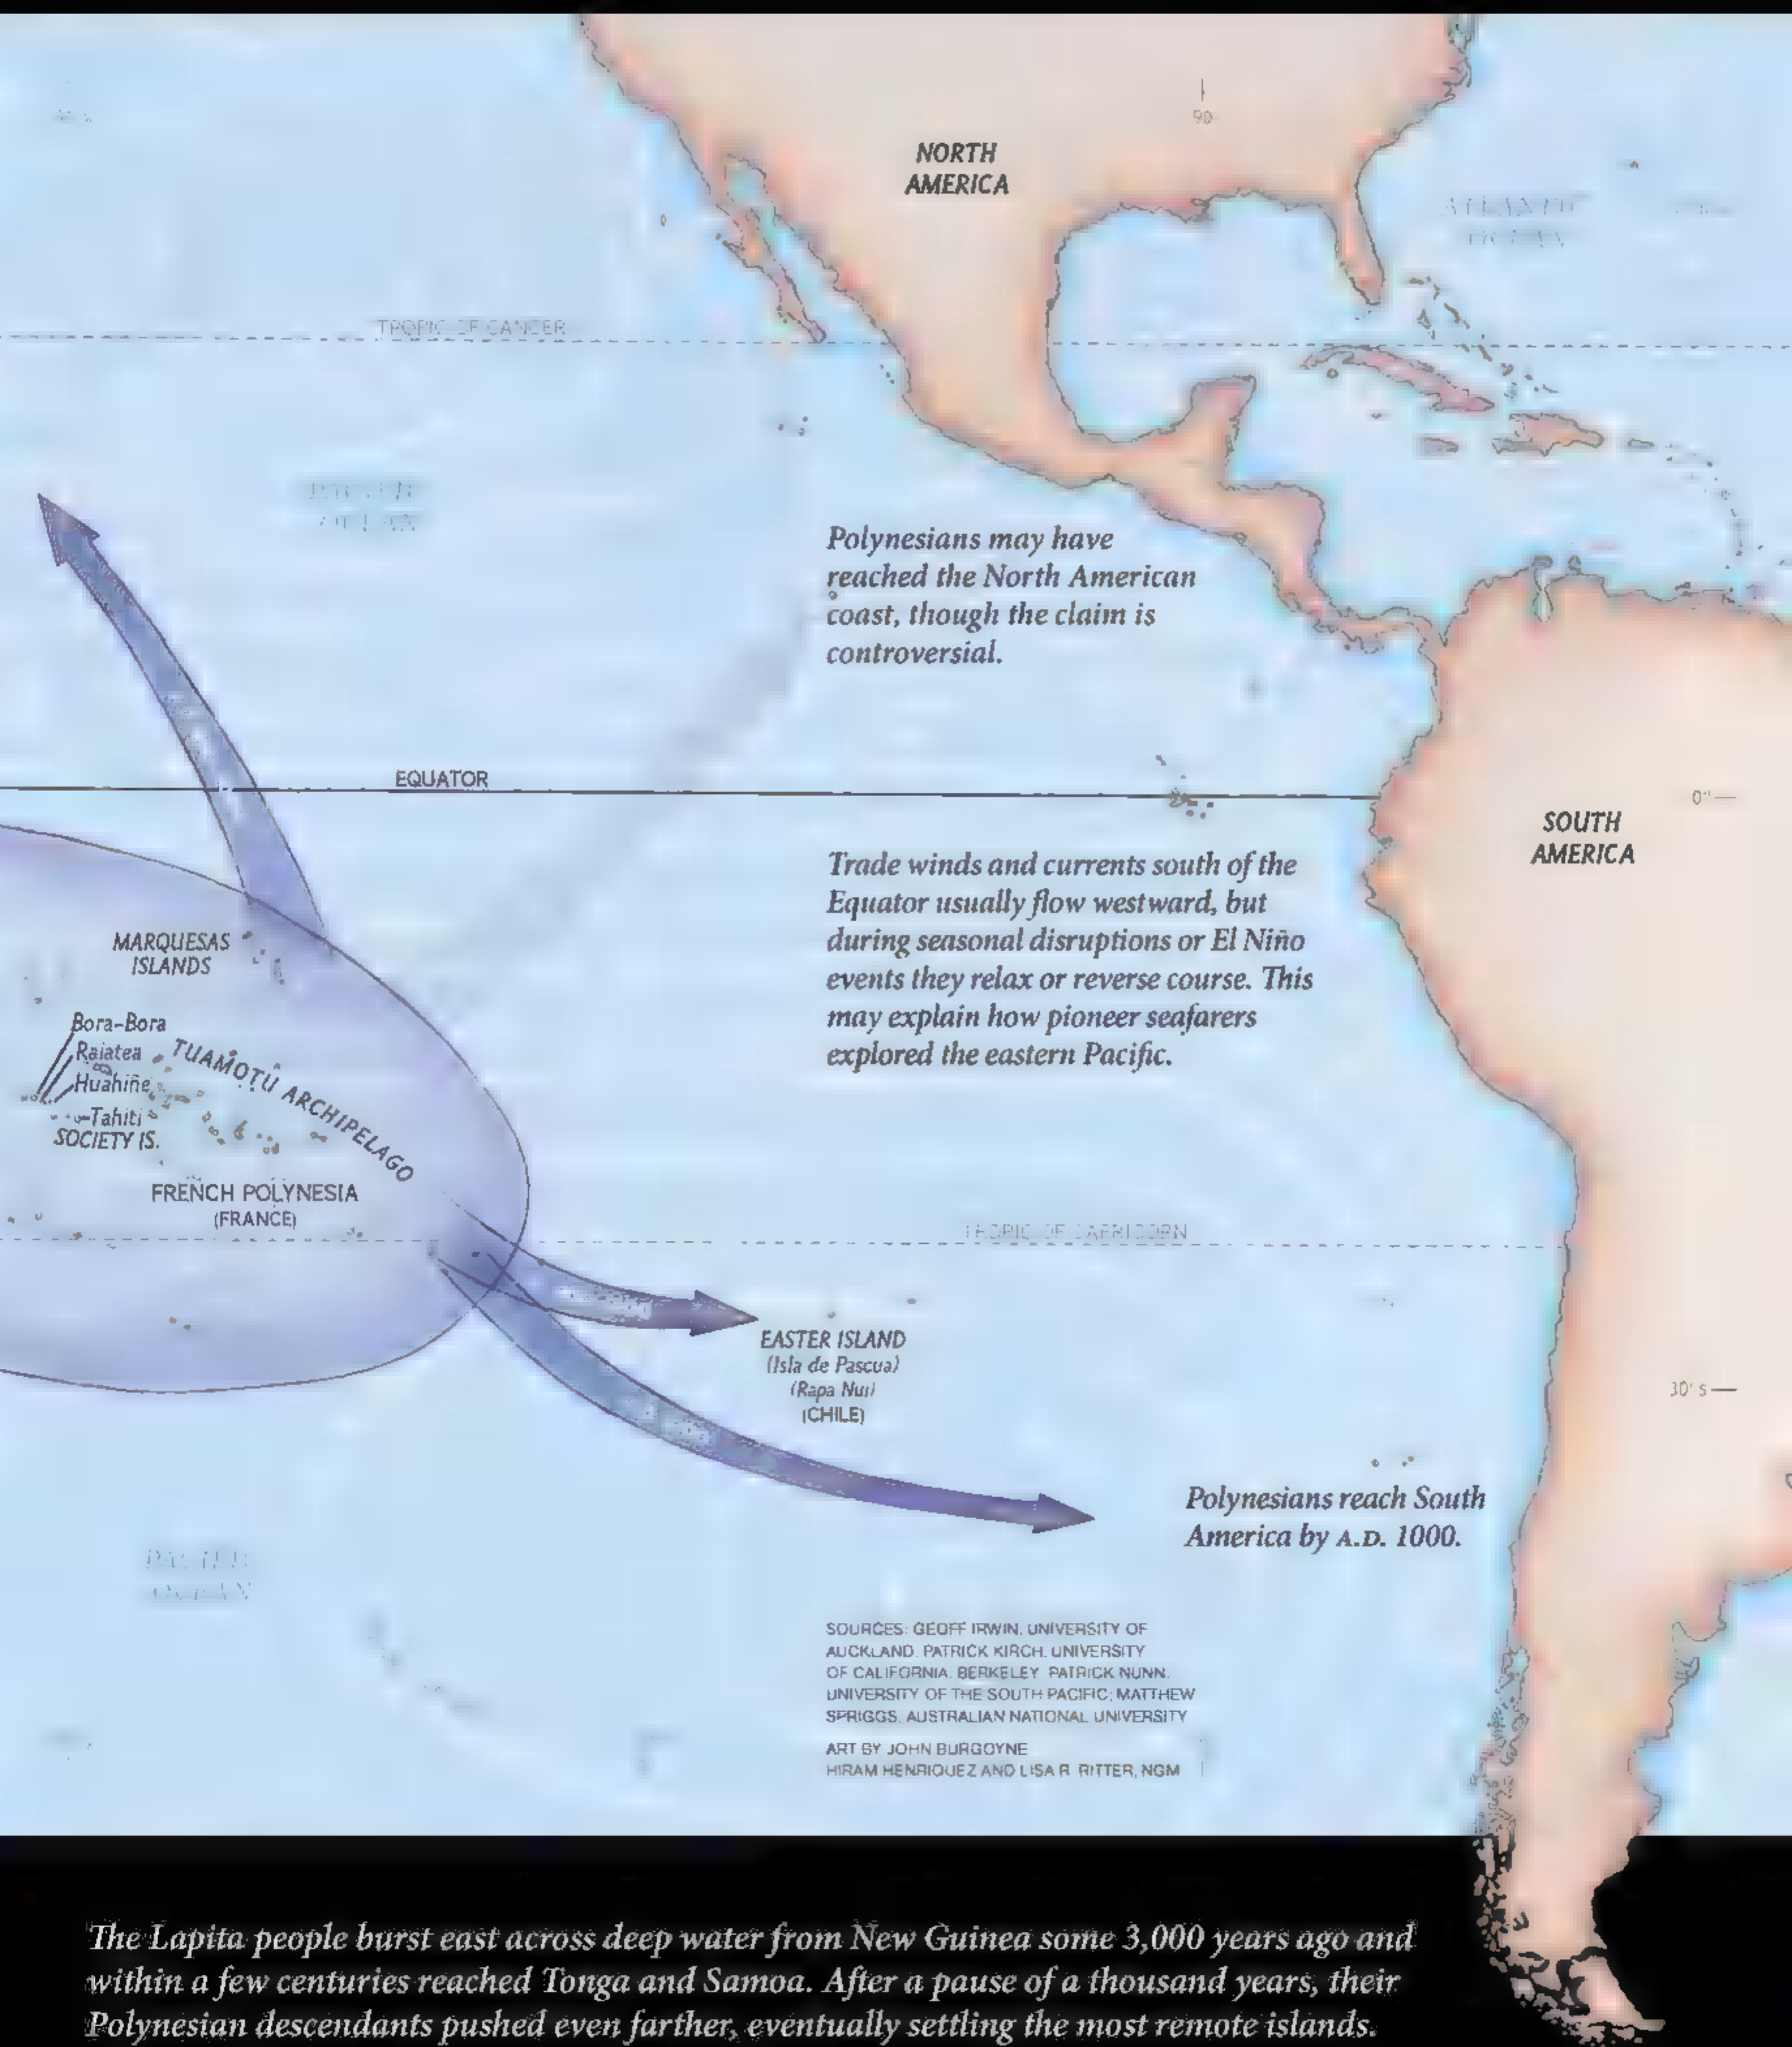 NORTH
AMERICA
90
TROPIC OF CANCER
Polynesians may have
reached the North American
coast, though the claim is
controversial.
EQUATOR
0°
SOUTH
AMERICA
Trade winds and currents south of the
Equator usually flow westward, but
during seasonal disruptions or El Niño
events they relax or reverse course. This
may explain how pioneer seafarers
explored the eastern Pacific.
MARQUESAS
ISLANDS
Bora-Bora
Raiatea
Huahine
Tahiti
SOCIETY IS.
TUAMOTU ARCHIPELAGO
FRENCH POLYNESIA
(FRANCE)
TROPIC OF CAPRICORN
EASTER ISLAND
(Isla de Pascua)
(Rapa Nui)
(CHILE)
30° S
Polynesians reach South
America by A.D. 1000.
SOURCES: GEOFF IRWIN, UNIVERSITY OF
AUCKLAND; PATRICK KIRCH, UNIVERSITY
OF CALIFORNIA, BERKELEY; PATRICK NUNN,
UNIVERSITY OF THE SOUTH PACIFIC; MATTHEW
SPRIGGS, AUSTRALIAN NATIONAL UNIVERSITY
ART BY JOHN BURGOYNE
HIRAM HENRIQUEZ AND LISA R. RITTER, NGM
The Lapita people burst east across deep water from New Guinea some 3,000 years ago and
within a few centuries reached Tonga and Samoa. After a pause of a thousand years, their
Polynesian descendants pushed even farther, eventually settling the most remote islands.